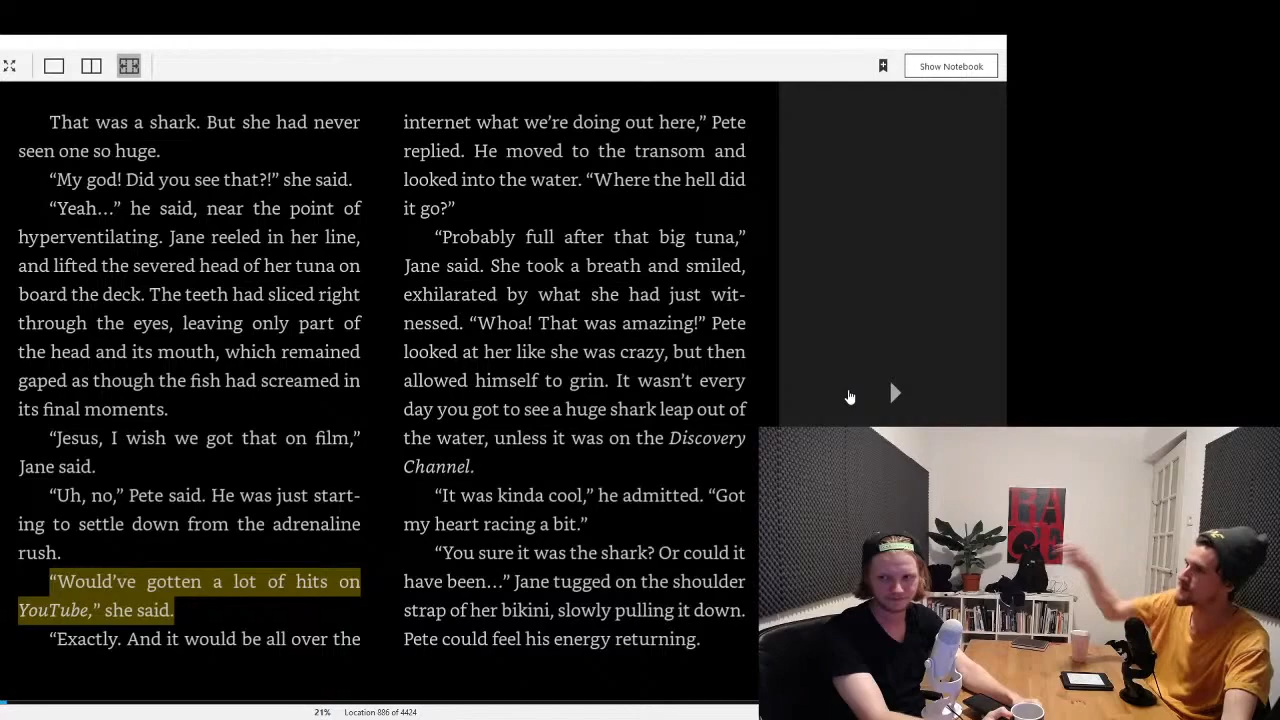 Show Notebook
That was a shark. But she had never
seen one so huge.
“My god! Did you see that?!” she said.
“Yeah…” he said, near the point of
hyperventilating. Jane reeled in her line,
and lifted the severed head of her tuna on
board the deck. The teeth had sliced right
through the eyes, leaving only part of
the head and its mouth, which remained
gaped as though the fish had screamed in
its final moments.
“Jesus, I wish we got that on film,”
Jane said.
“Uh, no,” Pete said. He was just start-
ing to settle down from the adrenaline
rush.
“Would’ve gotten a lot of hits on
YouTube,” she said.
“Exactly. And it would be all over the
internet what we’re doing out here,” Pete
replied. He moved to the transom and
looked into the water. “Where the hell did
it go?”
“Probably full after that big tuna,”
Jane said. She took a breath and smiled,
exhilarated by what she had just wit-
nessed. “Whoa! That was amazing!” Pete
looked at her like she was crazy, but then
allowed himself to grin. It wasn’t every
day you got to see a huge shark leap out of
the water, unless it was on the Discovery
Channel.
“It was kinda cool,” he admitted. “Got
my heart racing a bit.”
“You sure it was the shark? Or could it
have been…” Jane tugged on the shoulder
strap of her bikini, slowly pulling it down.
Pete could feel his energy returning.
21% Location 886 of 4424